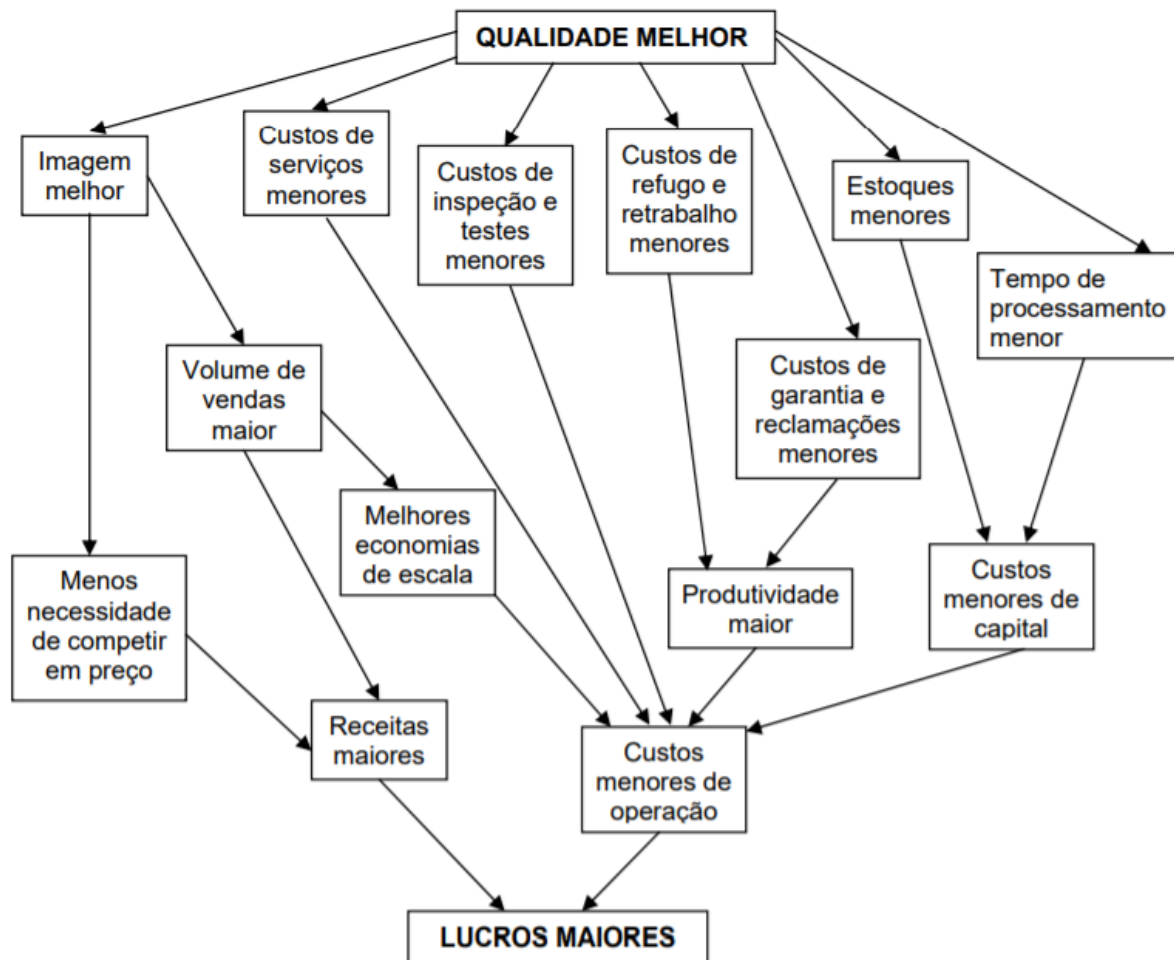 QUALIDADE MELHOR
Imagem
melhor
Custos de
serviços
menores
Custos de
inspeção e
testes
menores
Custos de
refugo e
retrabalho
menores
Estoques
menores
Tempo de
processamento
menor
Volume de
vendas
maior
Custos de
garantia e
reclamações
menores
Melhores
economias
de escala
Menos
necessidade
de competir
em preço
Produtividade
maior
Custos
menores de
capital
Receitas
maiores
Custos
menores de
operação
LUCROS MAIORES